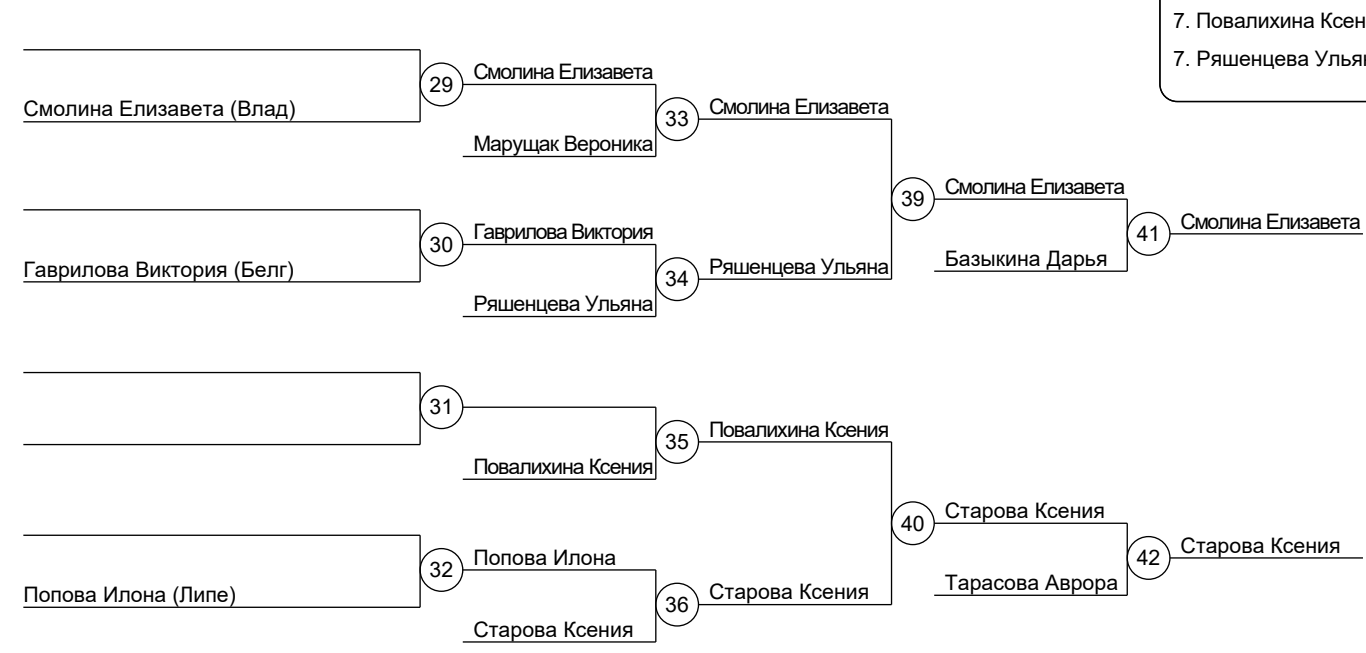 7. Повалихина Ксен
7. Ряшенцева Улья
29
Смолина Елизавета
Смолина Елизавета (Влад)
33
Смолина Елизавета
Марущак Вероника
39
Смолина Елизавета
30
Гаврилова Виктория
Гаврилова Виктория (Белг)
34
Ряшенцева Ульяна
Ряшенцева Ульяна
41
Смолина Елизавета
Базыкина Дарья
31
35
Повалихина Ксения
Повалихина Ксения
40
Старова Ксения
32
Попова Илона
Попова Илона (Липе)
36
Старова Ксения
Старова Ксения
42
Старова Ксения
Тарасова Аврора